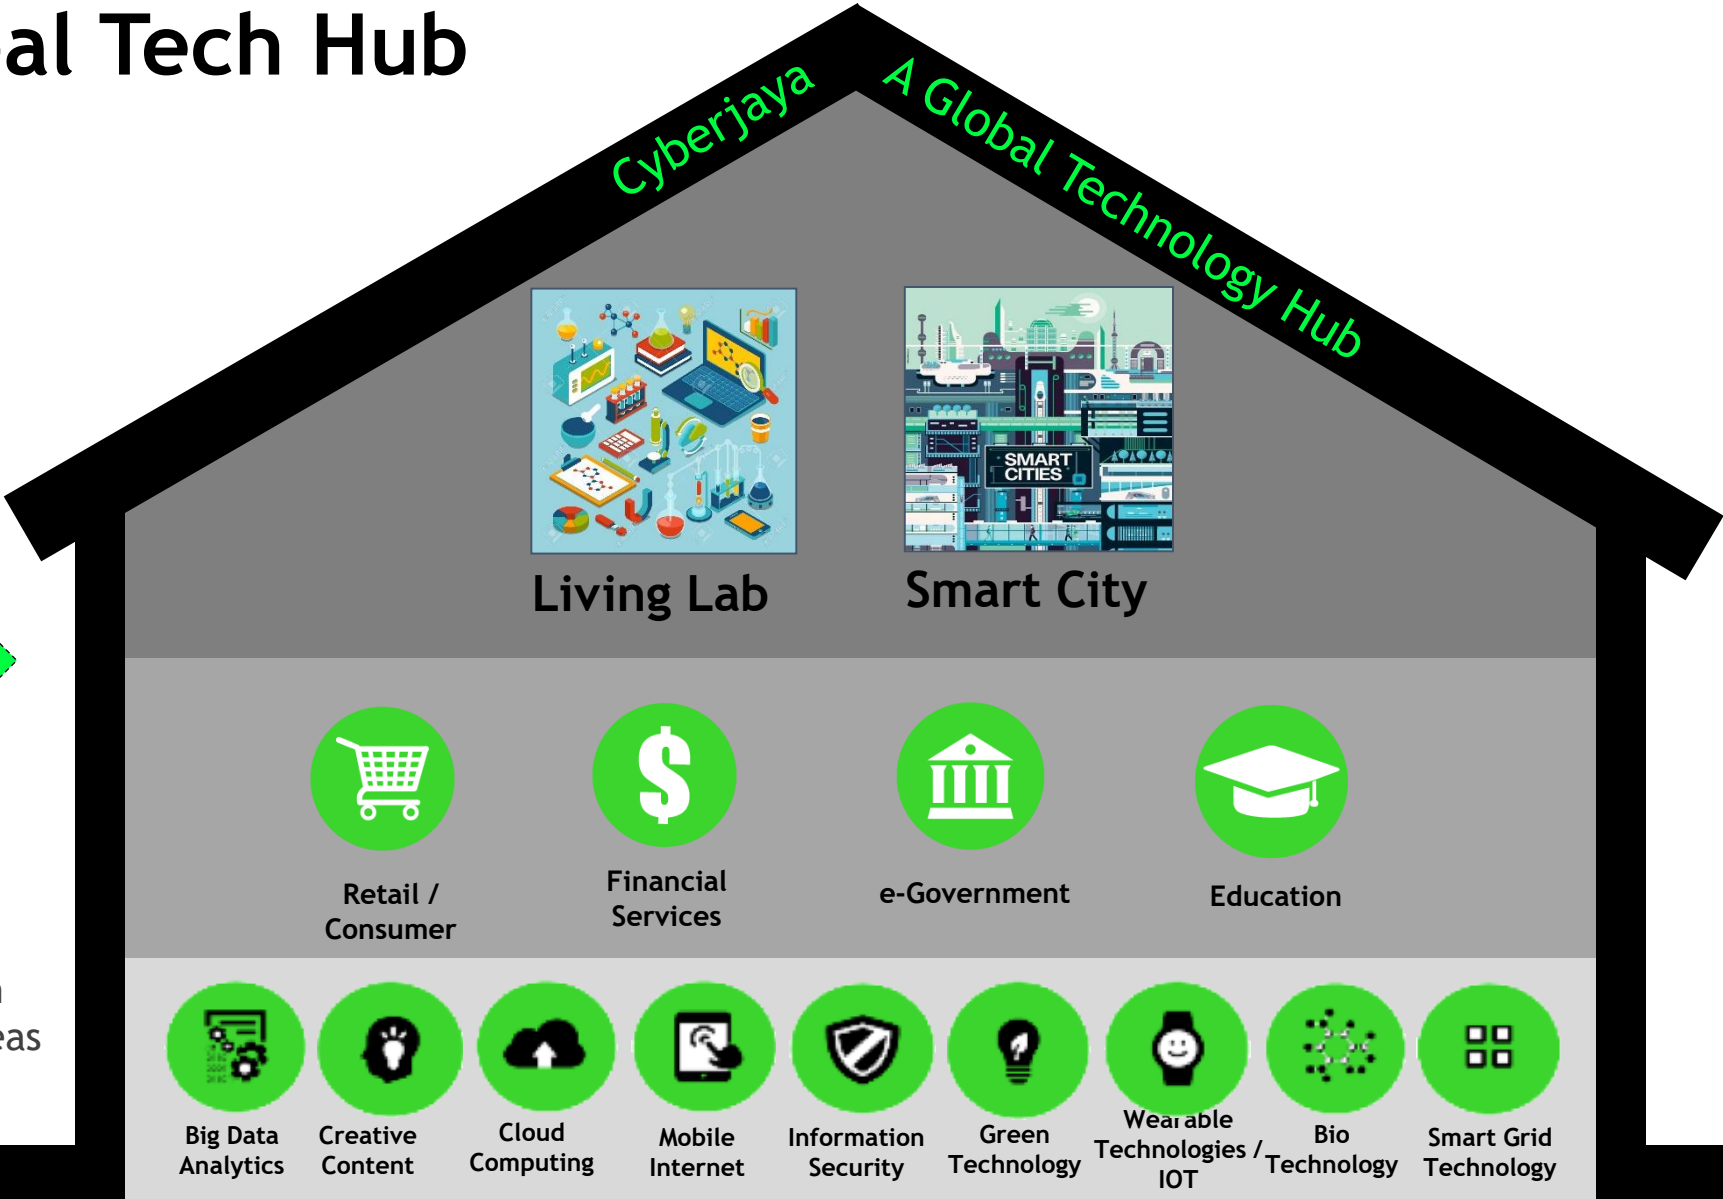 al Tech Hub
Cyberjaya
A Global Technology Hub
SMART
CITIES
Living Lab
Smart City
Retail /
Consumer
Financial
Services
e-Government
Education
eas
Big Data
Analytics
Creative
Content
Cloud
Computing
Mobile
Internet
Information
Security
Green
Technology
Wearable
Technologies /
IOT
Bio
Technology
Smart Grid
Technology